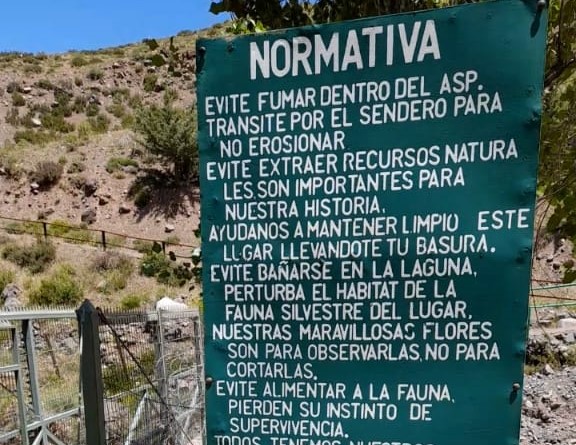 NORMATIVA
EVITE FUMAR DENTRO DEL ASP.
TRANSITE POR EL SENDERO PARA
NO EROSIONAR
EVITE EXTRAER RECURSOS NATURA
LES, SON IMPORTANTES PARA
NUESTRA HISTORIA.
AYUDANOS A MANTENER LIMPIO ESTE
LUGAR LLEVANDOTE TU BASURA.
EVITE BAÑARSE EN LA LAGUNA,
PERTURBA EL HABITAT DE LA
FAUNA SILVESTRE DEL LUGAR,
NUESTRAS MARAVILLOSAS FLORES
SON PARA OBSERVARLAS, NO PARA
CORTARLAS.
EVITE ALIMENTAR A LA FAUNA,
PIERDEN SU INSTINTO DE
SUPERVIVENCIA.
TODOS TENEMOS NUESTROS